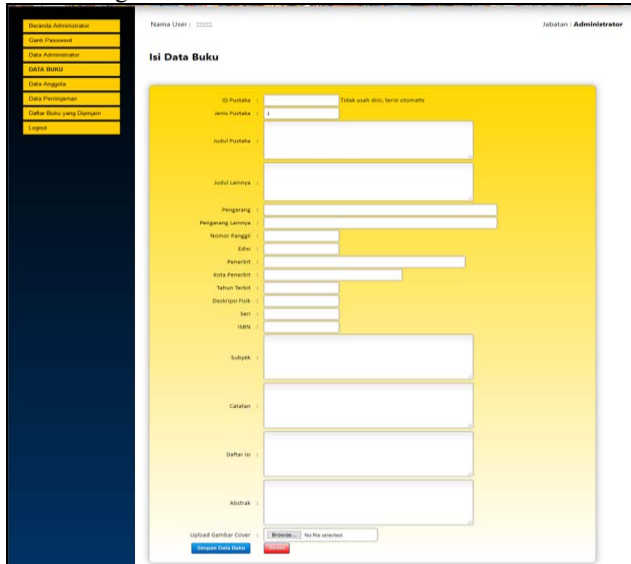 Nama User :
Jabatan : Administrator
Beranda Administrator
Ganti Password
Data Administrator
DATA BUKU
Data Anggota
Data Peminjaman
Daftar Buku yang Dipinjam
Logout
Isi Data Buku
ID Pustaka : Tidak usah diisi, terisi otomatis
Jenis Pustaka : 1
Judul Pustaka :
Judul Lainnya :
Pengarang :
Pengarang Lainnya :
Nomor Panggil :
Edisi :
Penerbit :
Kota Penerbit :
Tahun Terbit :
Deskripsi Fisik :
Seri :
ISBN :
Subyek :
Catatan :
Daftar Isi :
Abstrak :
Upload Gambar Cover : Browse... No file selected.
Simpan Data Buku